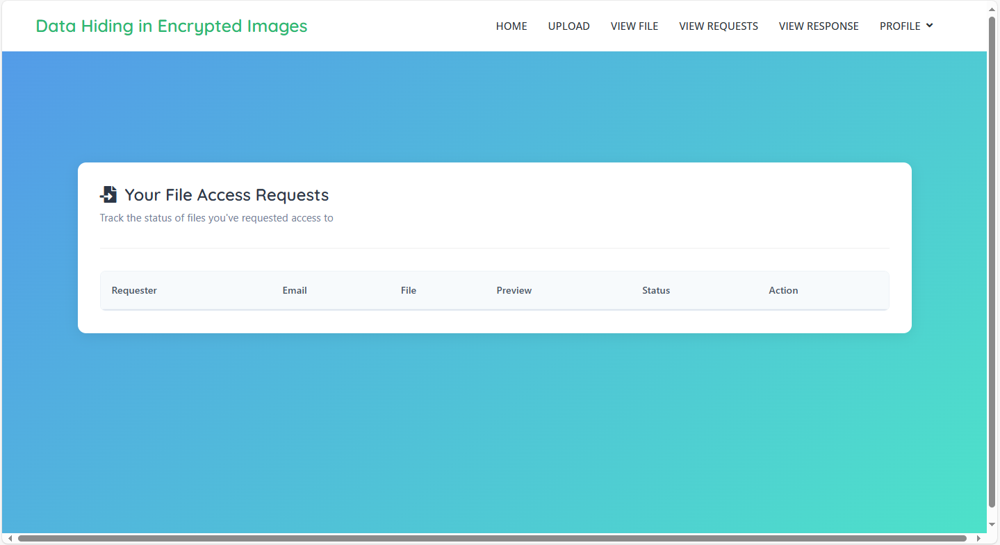 Data Hiding in Encrypted Images
HOME UPLOAD VIEW FILE VIEW REQUESTS VIEW RESPONSE PROFILE
Your File Access Requests
Track the status of files you've requested access to
Requester Email File Preview Status Action